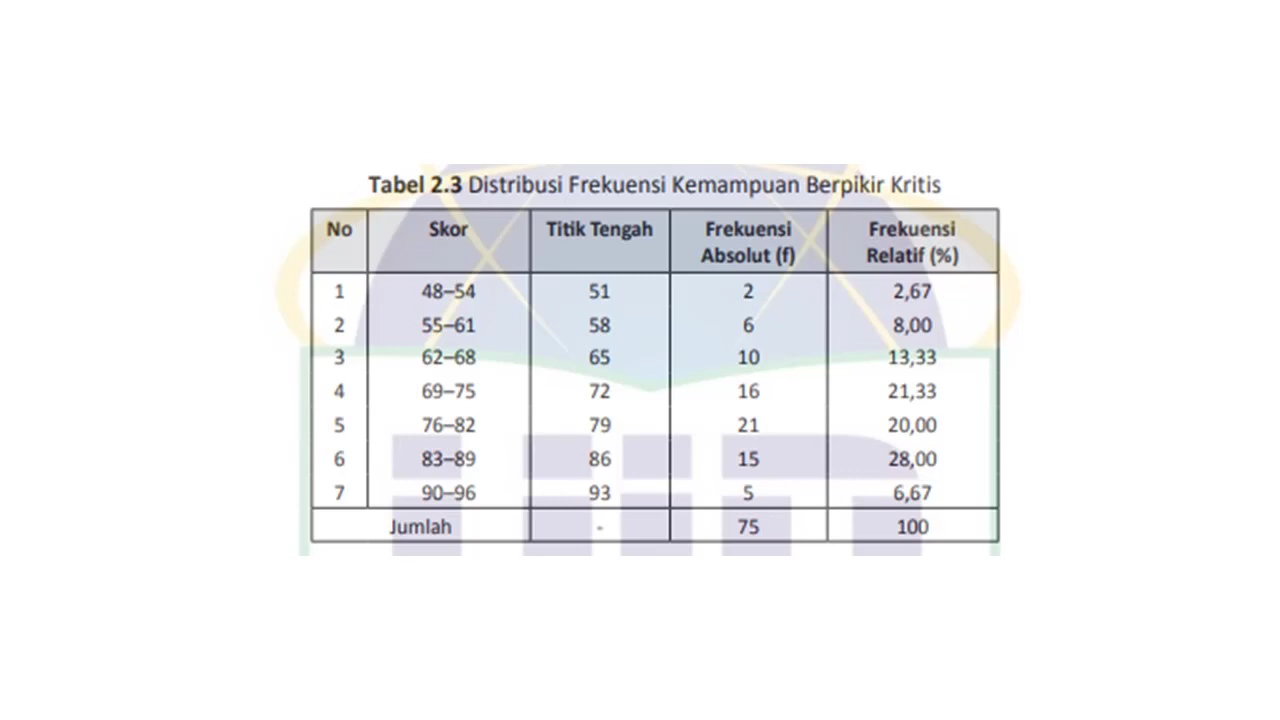 Tabel 2.3 Distribusi Frekuensi Kemampuan Berpikir Kritis
No Skor Titik Tengah Frekuensi Absolut (f) Frekuensi Relatif (%)
1 48–54 51 2 2,67
2 55–61 58 6 8,00
3 62–68 65 10 13,33
4 69–75 72 16 21,33
5 76–82 79 21 20,00
6 83–89 86 15 28,00
7 90–96 93 5 6,67
Jumlah - 75 100